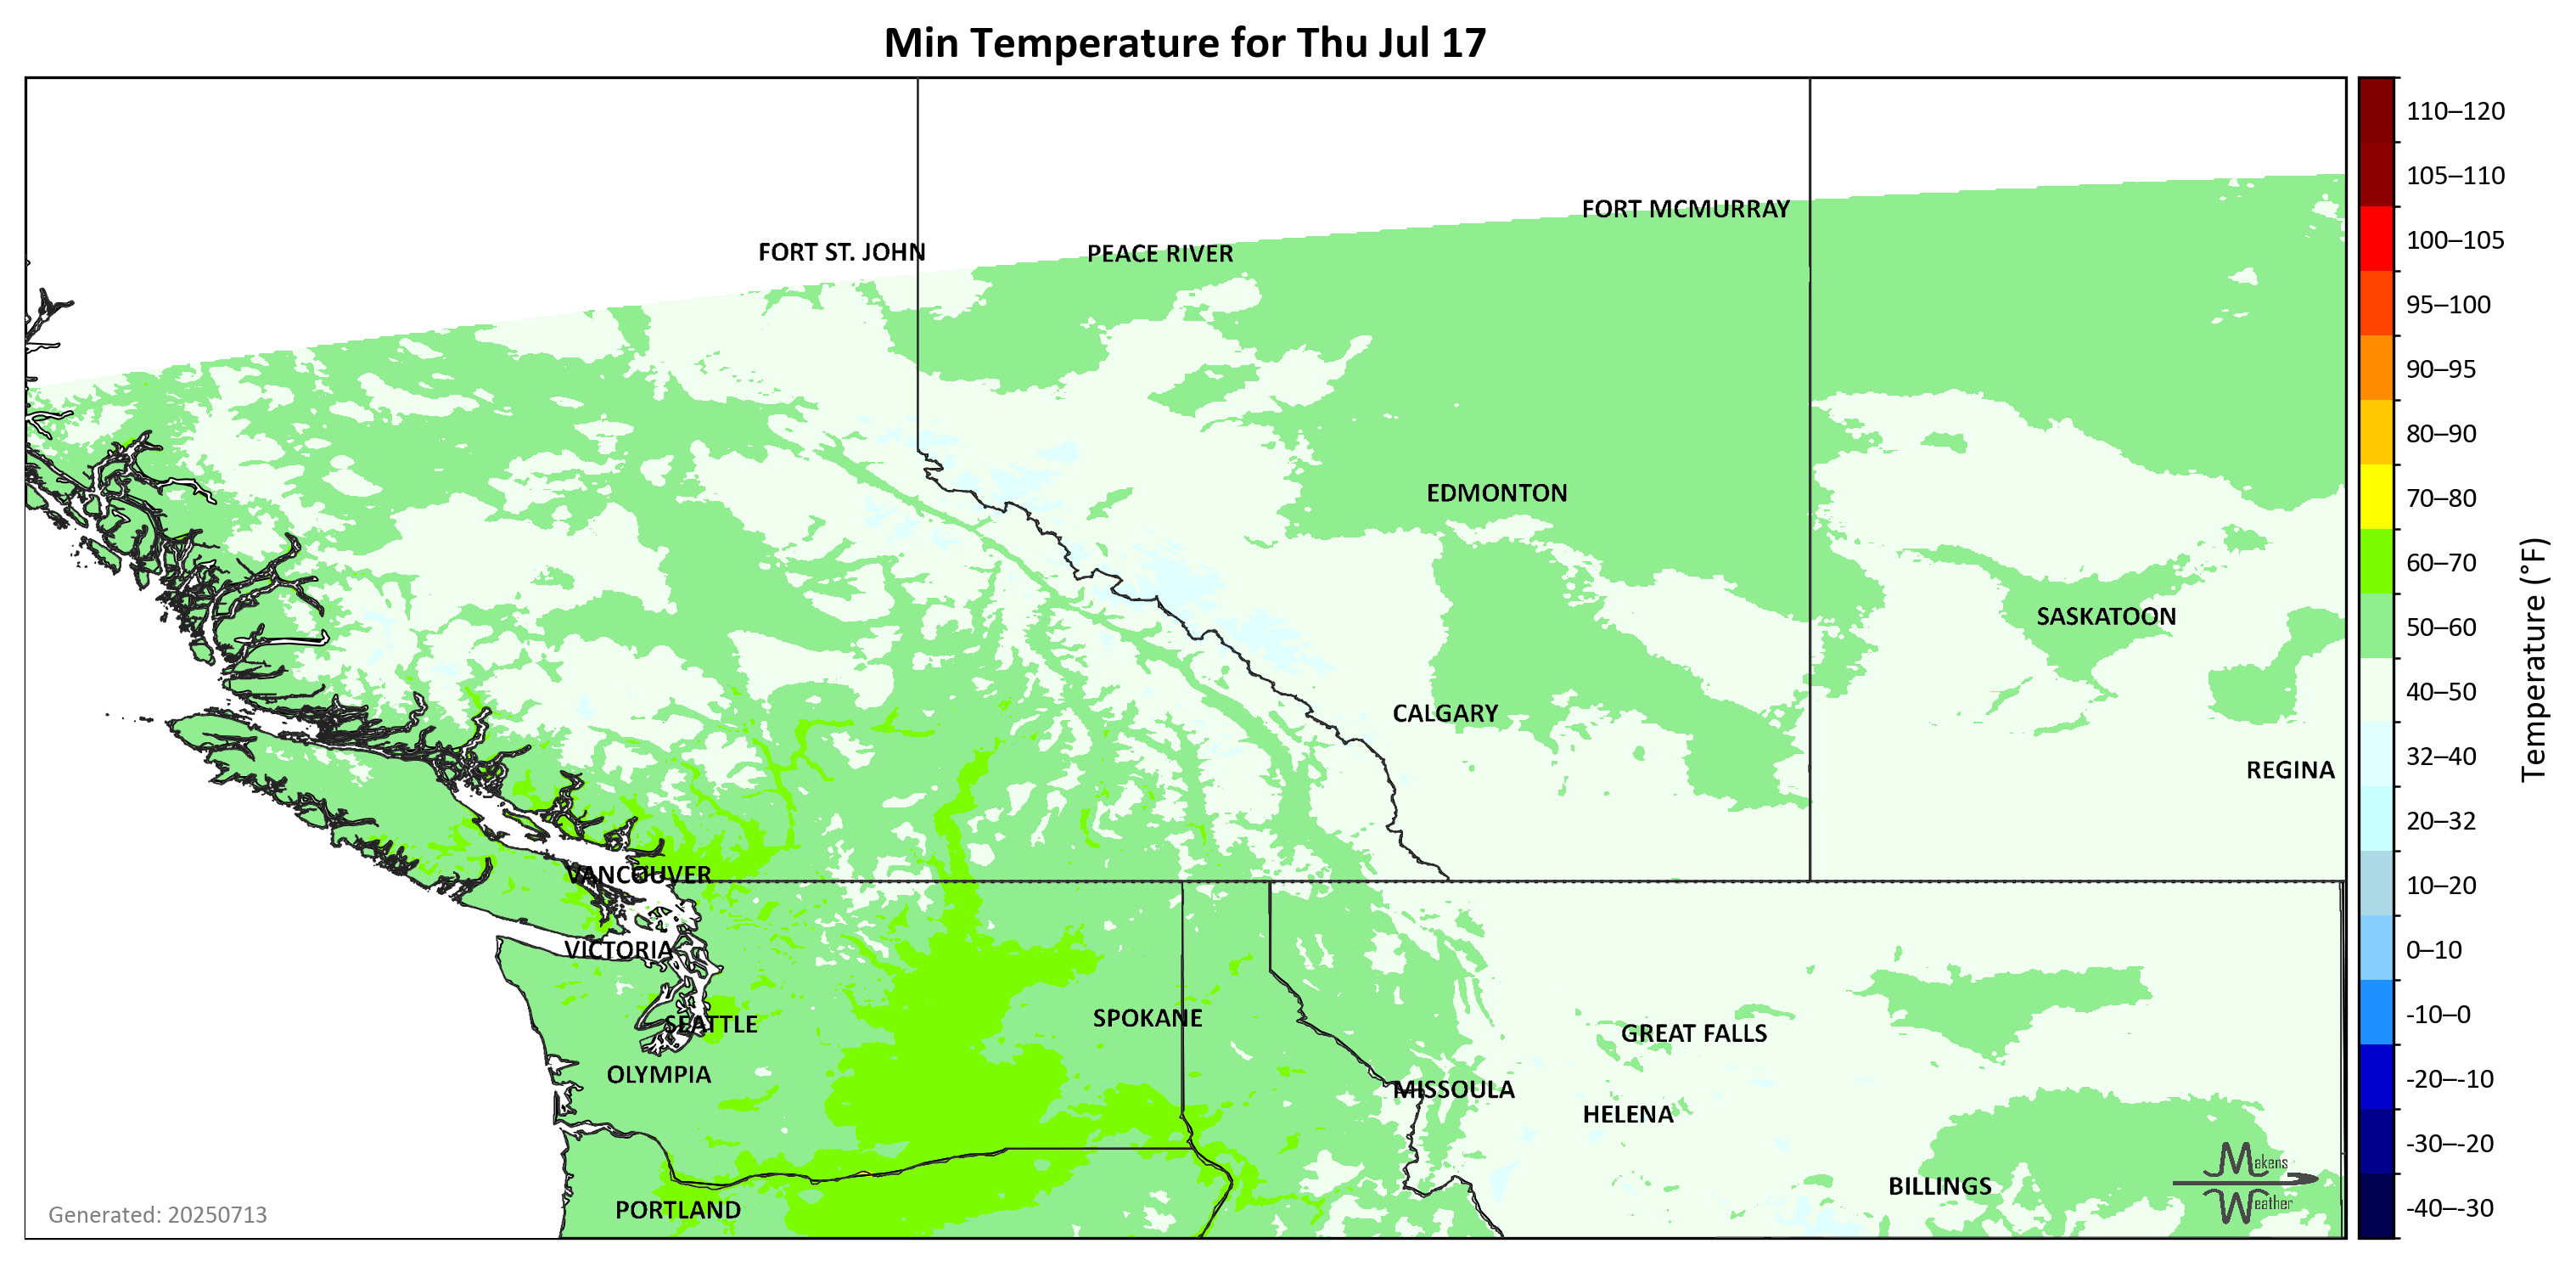 Min Temperature for Thu Jul 17
110–120
105–110
FORT MCMURRAY
100–105
FORT ST. JOHN
PEACE RIVER
95–100
90–95
80–90
EDMONTON
70–80
60–70
SASKATOON
50–60
Temperature (°F)
40–50
CALGARY
32–40
REGINA
20–32
VANCOUVER
10–20
VICTORIA
0–10
SPOKANE
-10–0
SEATTLE
GREAT FALLS
OLYMPIA
-20–-10
MISSOULA
HELENA
-30–-20
Makens
Weather
BILLINGS
PORTLAND
-40–-30
Generated: 20250713